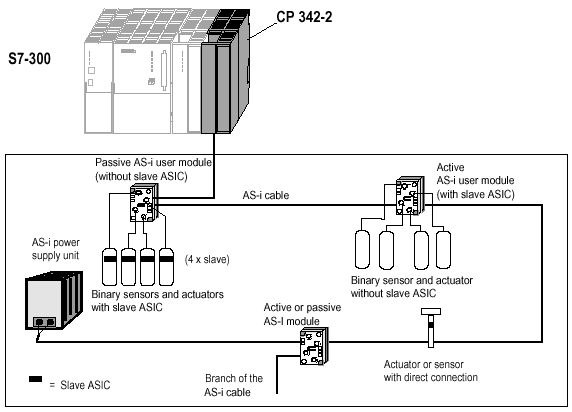 CP 342-2
S7-300
Passive AS-i user module
(without slave ASIC)
Active
AS-i user module
(with slave ASIC)
AS-i cable
AS-i power
supply unit
(4 x slave)
Binary sensors and actuators
with slave ASIC
Binary sensor and actuator
without slave ASIC
Active or passive
AS-I module
Actuator or sensor
with direct connection
Branch of the
AS-i cable
= Slave ASIC